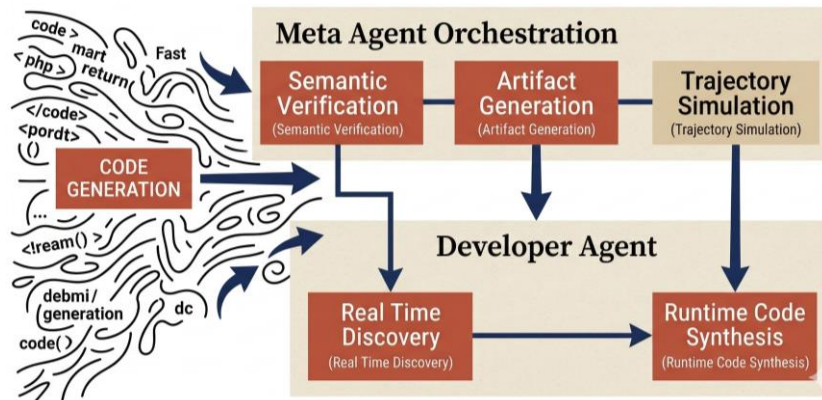 code >
mart
Fast
< php >
return(
</code>
<pordt>
()
CODE
GENERATION
(...
<!ream() >
debmi/
generation
dc
code( )
Meta Agent Orchestration
Semantic
Verification
(Semantic Verification)
Artifact
Generation
(Artifact Generation)
Trajectory
Simulation
(Trajectory Simulation)
Developer Agent
Real Time
Discovery
(Real Time Discovery)
Runtime Code
Synthesis
(Runtime Code Synthesis)